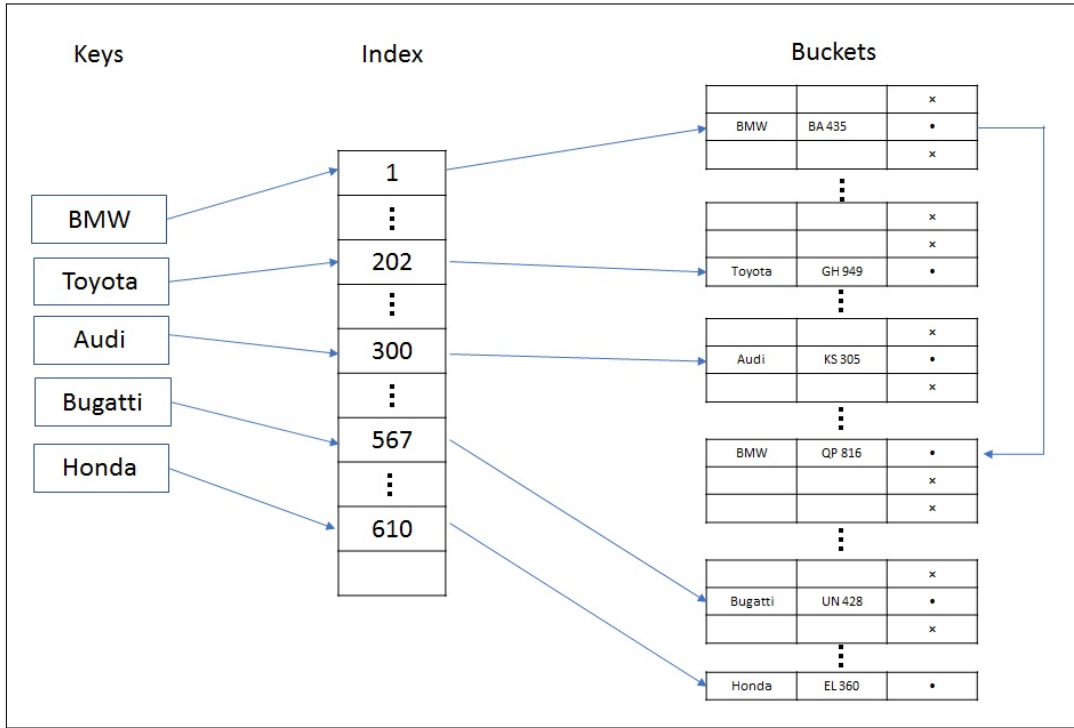 Keys
Index
Buckets
BMW
Toyota
Audi
Bugatti
Honda
1
202
300
567
610
×
BMW BA 435 •
×
×
×
Toyota GH 949 •
×
Audi KS 305 •
×
BMW QP 816 •
×
×
×
Bugatti UN 428 •
×
Honda EL 360 •